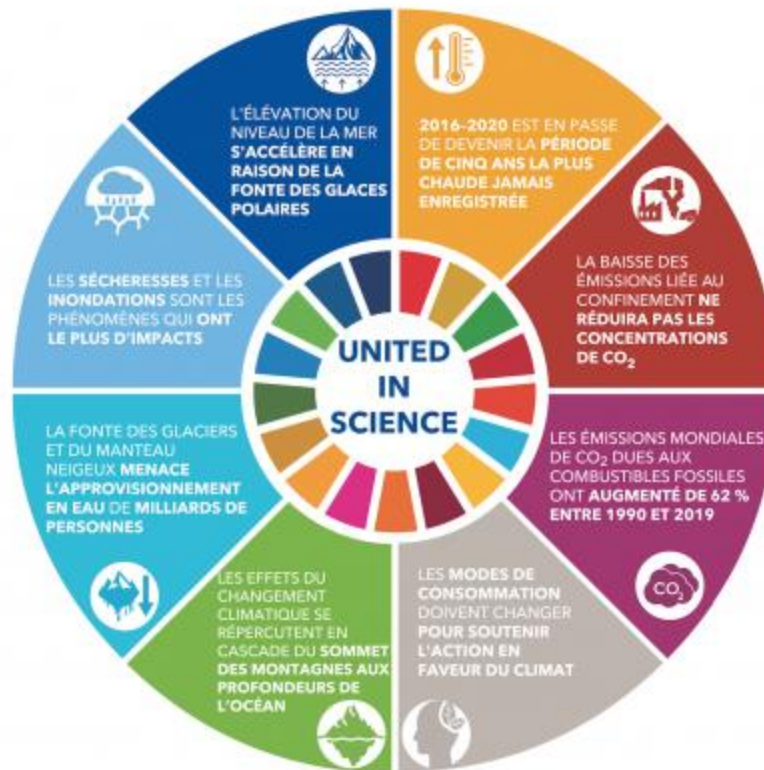 L'ÉLÉVATION DU
NIVEAU DE LA MER
S'ACCÉLÈRE EN
RAISON DE LA
FONTE DES GLACES
POLAIRES
2016-2020 EST EN PASSE
DE DEVENIR LA PÉRIODE
DE CINQ ANS LA PLUS
CHAUDE JAMAIS
ENREGISTRÉE
LA BAISSE DES
ÉMISSIONS LIÉE AU
CONFINEMENT NE
RÉDUIRA PAS LES
CONCENTRATIONS
DE CO₂
LES ÉMISSIONS MONDIALES
DE CO₂ DUES AUX
COMBUSTIBLES FOSSILES
ONT AUGMENTÉ DE 62 %
ENTRE 1990 ET 2019
CO₂
LES MODES DE
CONSOMMATION
DOIVENT CHANGER
POUR SOUTENIR
L'ACTION EN
FAVEUR DU CLIMAT
LES EFFETS DU
CHANGEMENT
CLIMATIQUE SE
RÉPERCUTENT EN
CASCADE DU SOMMET
DES MONTAGNES AUX
PROFONDEURS DE
L'OCÉAN
LA FONTE DES GLACIERS
ET DU MANTEAU
NEIGEUX MENACE
L'APPROVISIONNEMENT
EN EAU DE MILLIARDS DE
PERSONNES
LES SÉCHERESSES ET LES
INONDATIONS SONT LES
PHÉNOMÈNES QUI ONT
LE PLUS D'IMPACTS
UNITED
IN
SCIENCE